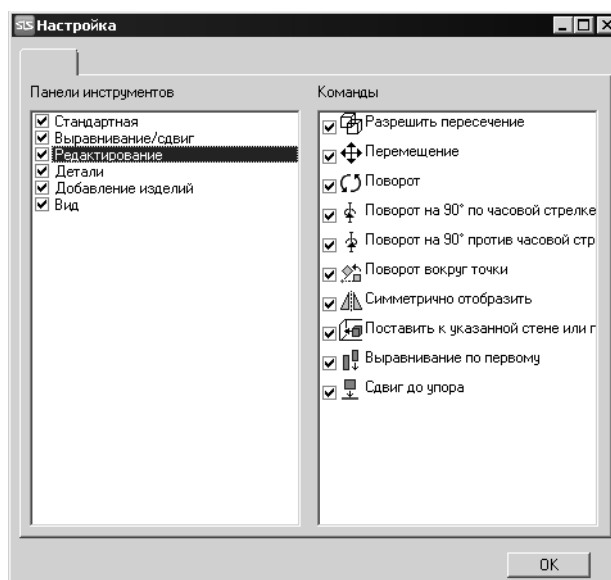 SLS Настройка
Панели инструментов
Стандартная
Выравнивание/сдвиг
Редактирование
Детали
Добавление изделий
Вид
Команды
Разрешить пересечение
Перемещение
Поворот
Поворот на 90° по часовой стрелке
Поворот на 90° против часовой стр
Поворот вокруг точки
Симметрично отобразить
Поставить к указанной стене или г
Выравнивание по первому
Сдвиг до упора
OK